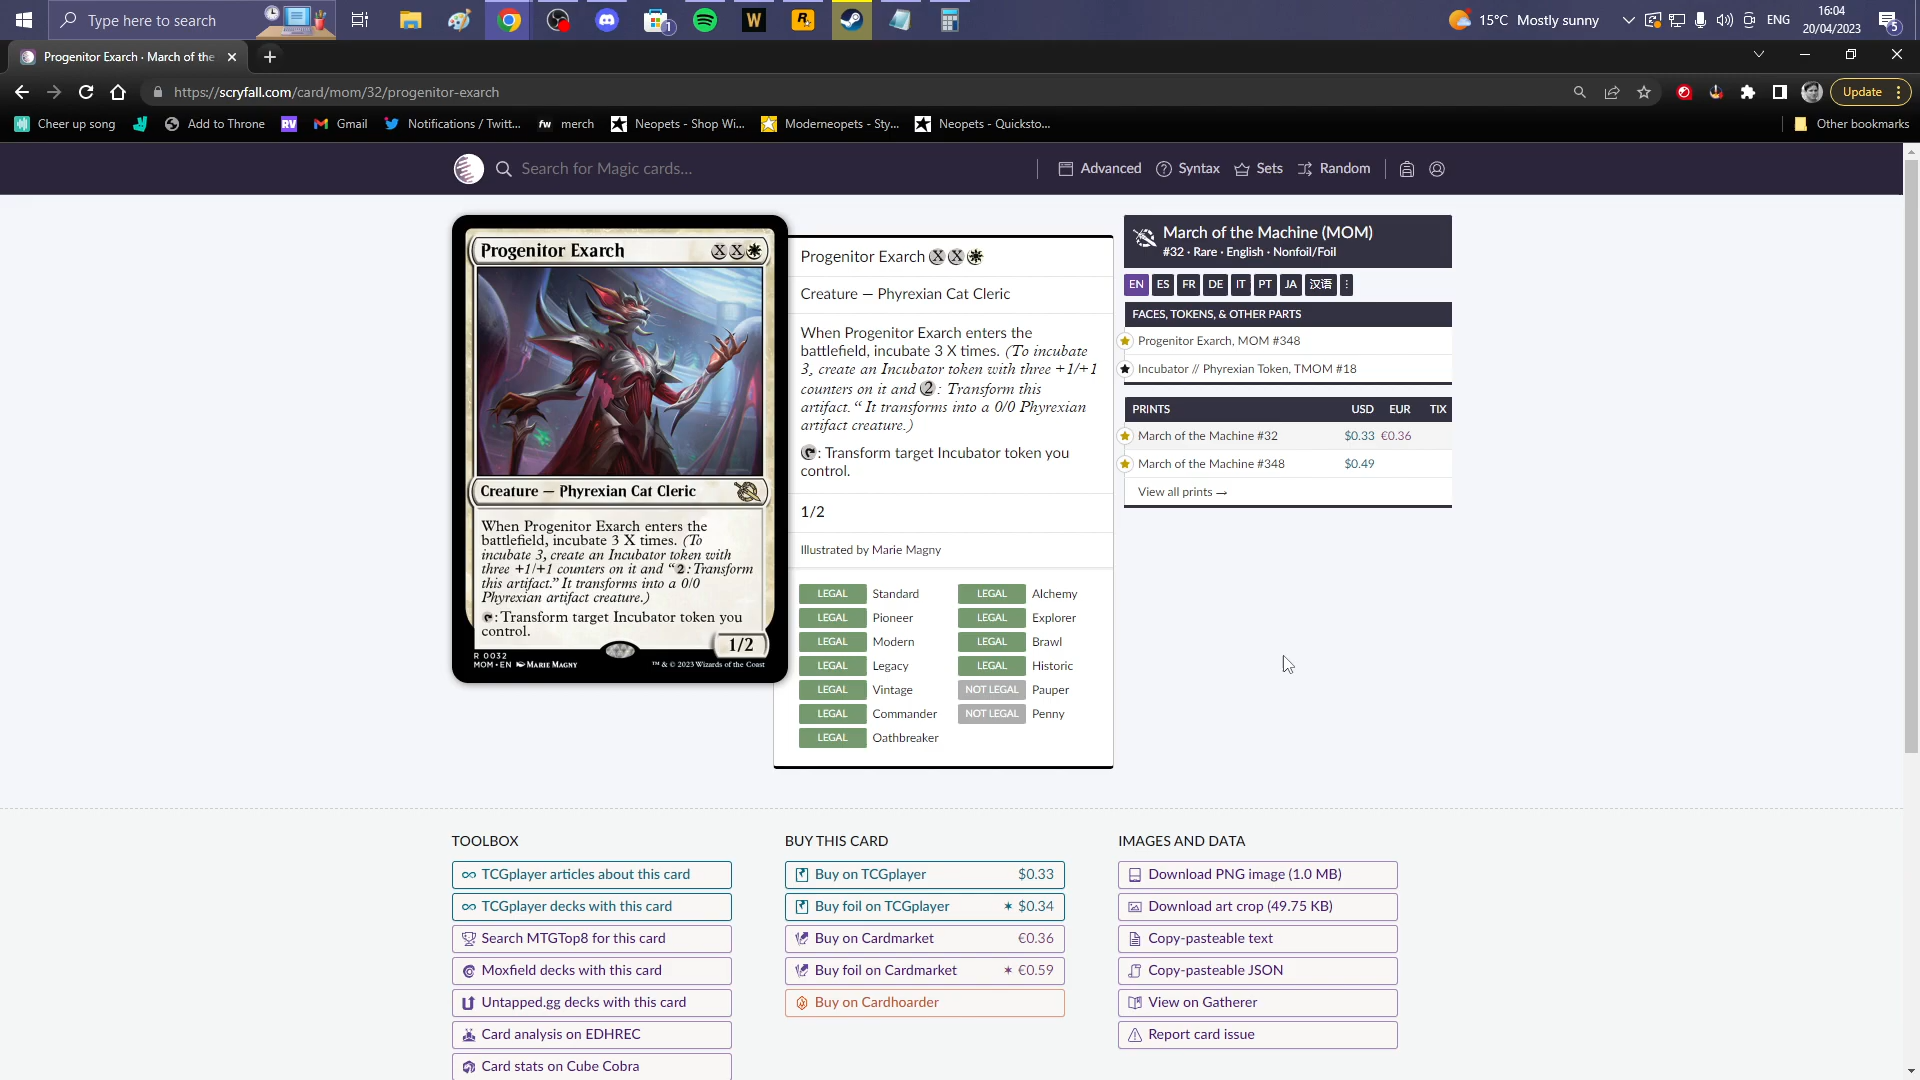 Type here to search
1
15°C Mostly sunny
ENG
16:04
20/04/2023
5
Progenitor Exarch · March of the
https://scryfall.com/card/mom/32/progenitor-exarch
Update
Cheer up song
Add to Throne
RV
Gmail
Notifications / Twitt...
fw merch
Neopets - Shop Wi...
Moderneopets - Sty...
Neopets - Quicksto...
Other bookmarks
Search for Magic cards...
Advanced
Syntax
Sets
Random
Progenitor Exarch X X
Creature — Phyrexian Cat Cleric
When Progenitor Exarch enters the
battlefield, incubate 3 X times. (To
incubate 3, create an Incubator token with
three +1/+1 counters on it and “2: Transform
this artifact.” It transforms into a 0/0
Phyrexian artifact creature.)
: Transform target Incubator token you
control.
1/2
R 0032
MOM • EN MARIE MAGNY
™ & © 2023 Wizards of the Coast
Progenitor Exarch X X
Creature — Phyrexian Cat Cleric
When Progenitor Exarch enters the
battlefield, incubate 3 X times. (To incubate
3, create an Incubator token with three +1/+1
counters on it and 2: Transform this
artifact.“ It transforms into a 0/0 Phyrexian
artifact creature.)
: Transform target Incubator token you
control.
1/2
Illustrated by Marie Magny
LEGAL Standard LEGAL Alchemy
LEGAL Pioneer LEGAL Explorer
LEGAL Modern LEGAL Brawl
LEGAL Legacy LEGAL Historic
LEGAL Vintage NOT LEGAL Pauper
LEGAL Commander NOT LEGAL Penny
LEGAL Oathbreaker
March of the Machine (MOM)
#32 · Rare · English · Nonfoil/Foil
EN ES FR DE IT PT JA 汉语
FACES, TOKENS, & OTHER PARTS
Progenitor Exarch, MOM #348
Incubator // Phyrexian Token, TMOM #18
PRINTS USD EUR TIX
March of the Machine #32 $0.33 €0.36
March of the Machine #348 $0.49
View all prints →
TOOLBOX
TCGplayer articles about this card
TCGplayer decks with this card
Search MTGTop8 for this card
Moxfield decks with this card
Untapped.gg decks with this card
Card analysis on EDHREC
Card stats on Cube Cobra
BUY THIS CARD
Buy on TCGplayer $0.33
Buy foil on TCGplayer ✶ $0.34
Buy on Cardmarket €0.36
Buy foil on Cardmarket ✶ €0.59
Buy on Cardhoarder
IMAGES AND DATA
Download PNG image (1.0 MB)
Download art crop (49.75 KB)
Copy-pasteable text
Copy-pasteable JSON
View on Gatherer
Report card issue